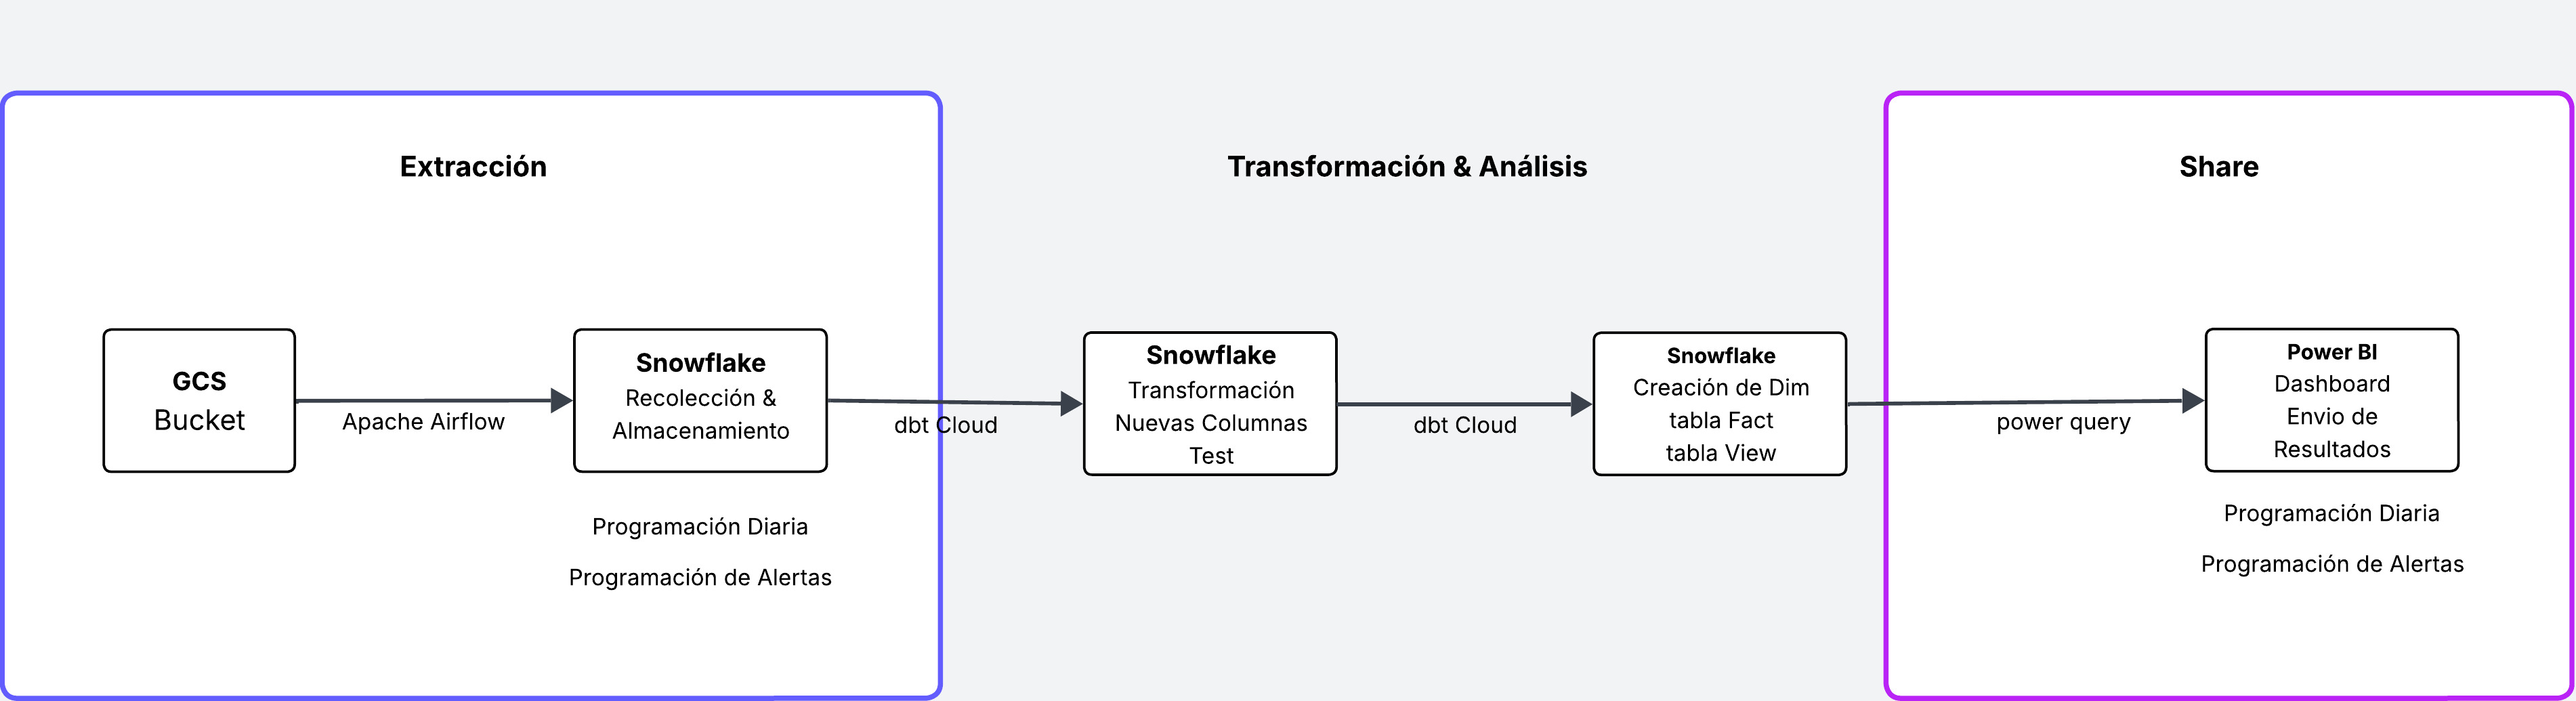 Extracción
Transformación & Análisis
Share
GCS
Bucket
Apache Airflow
Snowflake
Recolección &
Almacenamiento
Programación Diaria
Programación de Alertas
dbt Cloud
Snowflake
Transformación
Nuevas Columnas
Test
dbt Cloud
Snowflake
Creación de Dim
tabla Fact
tabla View
power query
Power BI
Dashboard
Envio de
Resultados
Programación Diaria
Programación de Alertas